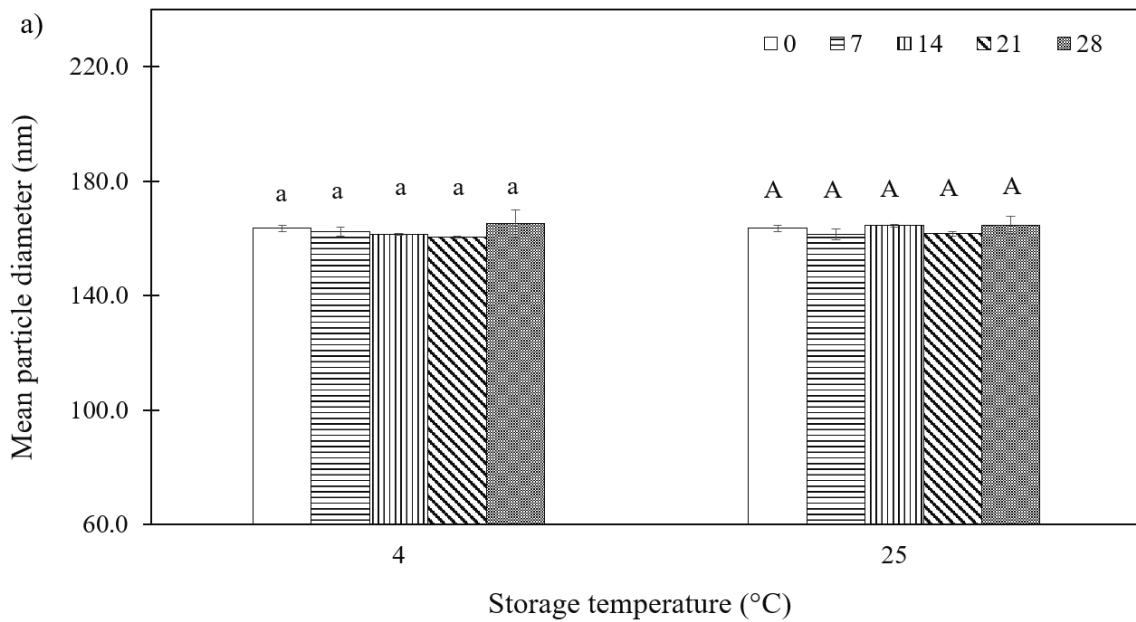 a)
0 7 14 21 28
Mean particle diameter (nm)
220.0
180.0
140.0
100.0
60.0
a a a a a
A A A A A
4 25
Storage temperature (°C)